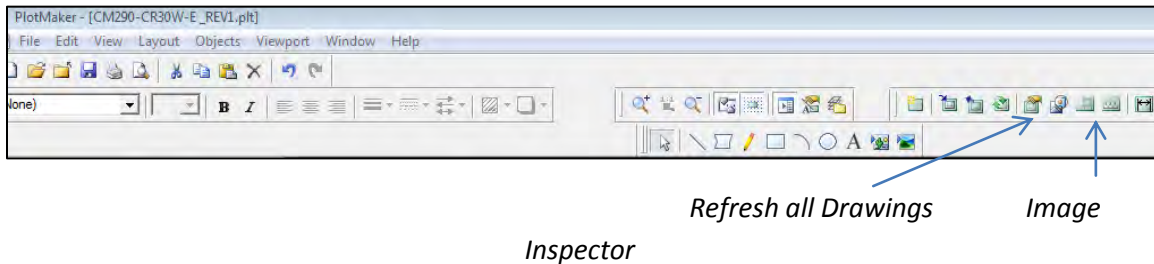 PlotMaker - [CM290-CR30W-E_REV1.plt]
File Edit View Layout Objects Viewport Window Help
None)
B I
A
Refresh all Drawings Image
Inspector